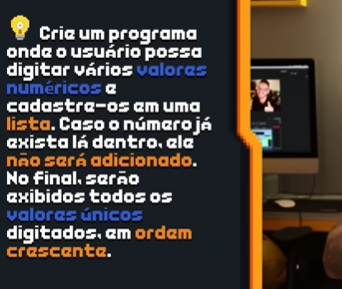 Crie um programa
onde o usuário possa
digitar vários valores
numéricos e
cadastre-os em uma
lista. Caso o número já
exista lá dentro, ele
não será adicionado.
No final, serão
exibidos todos os
valores únicos
digitados, em ordem
crescente.